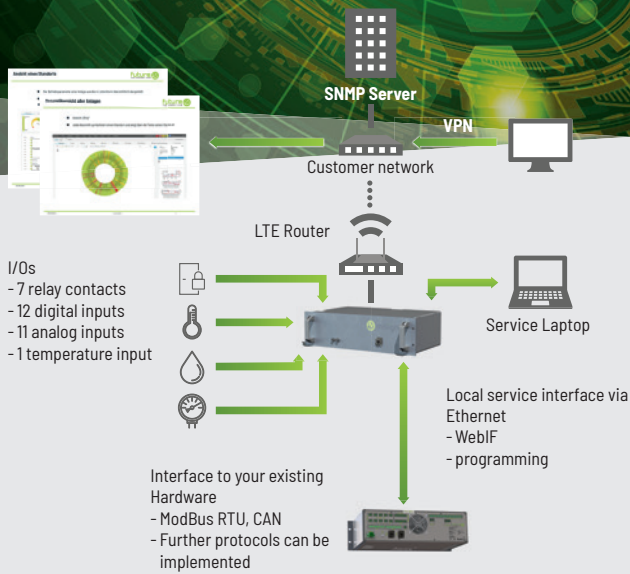 SNMP Server
VPN
Customer network
LTE Router
I/Os
- 7 relay contacts
- 12 digital inputs
- 11 analog inputs
- 1 temperature input
Service Laptop
Local service interface via
Ethernet
- WebIF
- programming
Interface to your existing
Hardware
- ModBus RTU, CAN
- Further protocols can be
implemented